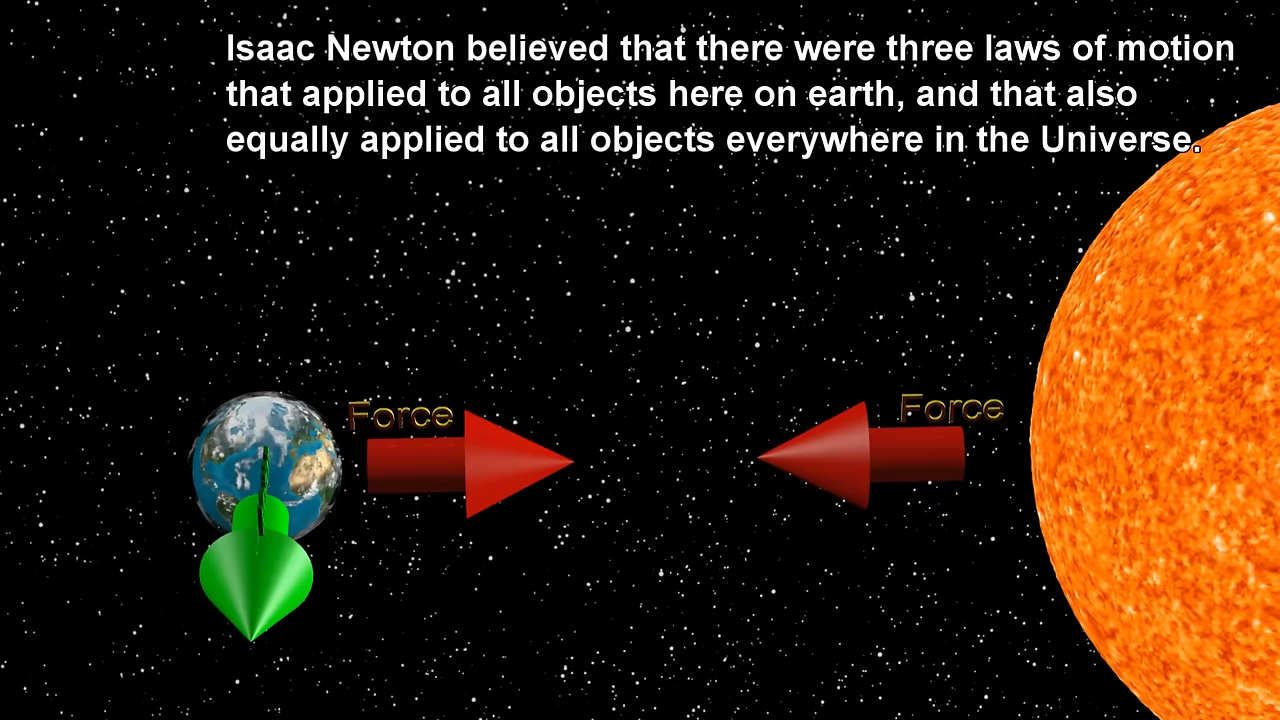 Isaac Newton believed that there were three laws of motion
that applied to all objects here on earth, and that also
equally applied to all objects everywhere in the Universe.
Force
Force